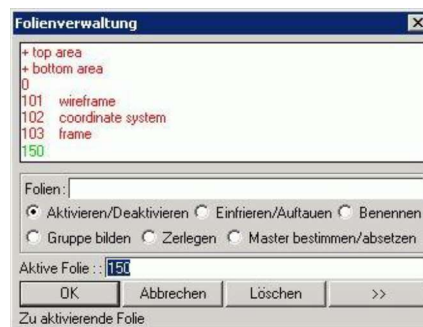 Folienverwaltung
+ top area
+ bottom area
0
101 wireframe
102 coordinate system
103 frame
150
Folien:
Aktivieren/Deaktivieren Einfrieren/Auftauen Benennen
Gruppe bilden Zerlegen Master bestimmen/absetzen
Aktive Folie :: 150
OK Abbrechen Löschen >>
Zu aktivierende Folie